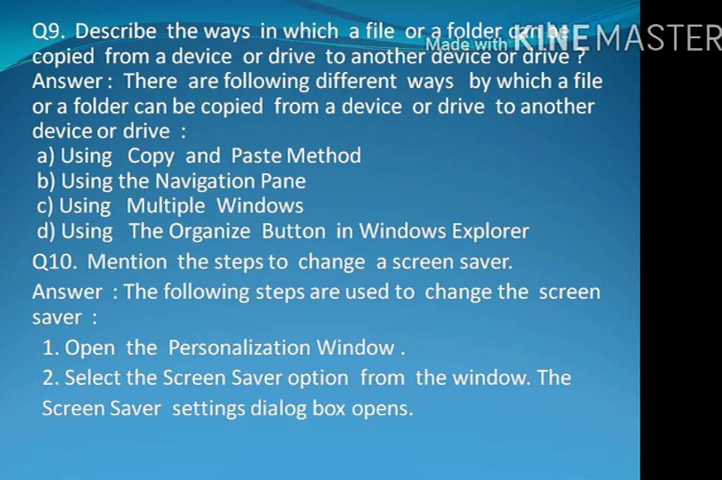 Q9. Describe the ways in which a file or a folder can be
Made with KINEMASTER
copied from a device or drive to another device or drive ?
Answer : There are following different ways by which a file
or a folder can be copied from a device or drive to another
device or drive :
a) Using Copy and Paste Method
b) Using the Navigation Pane
c) Using Multiple Windows
d) Using The Organize Button in Windows Explorer
Q10. Mention the steps to change a screen saver.
Answer : The following steps are used to change the screen
saver :
1. Open the Personalization Window .
2. Select the Screen Saver option from the window. The
Screen Saver settings dialog box opens.